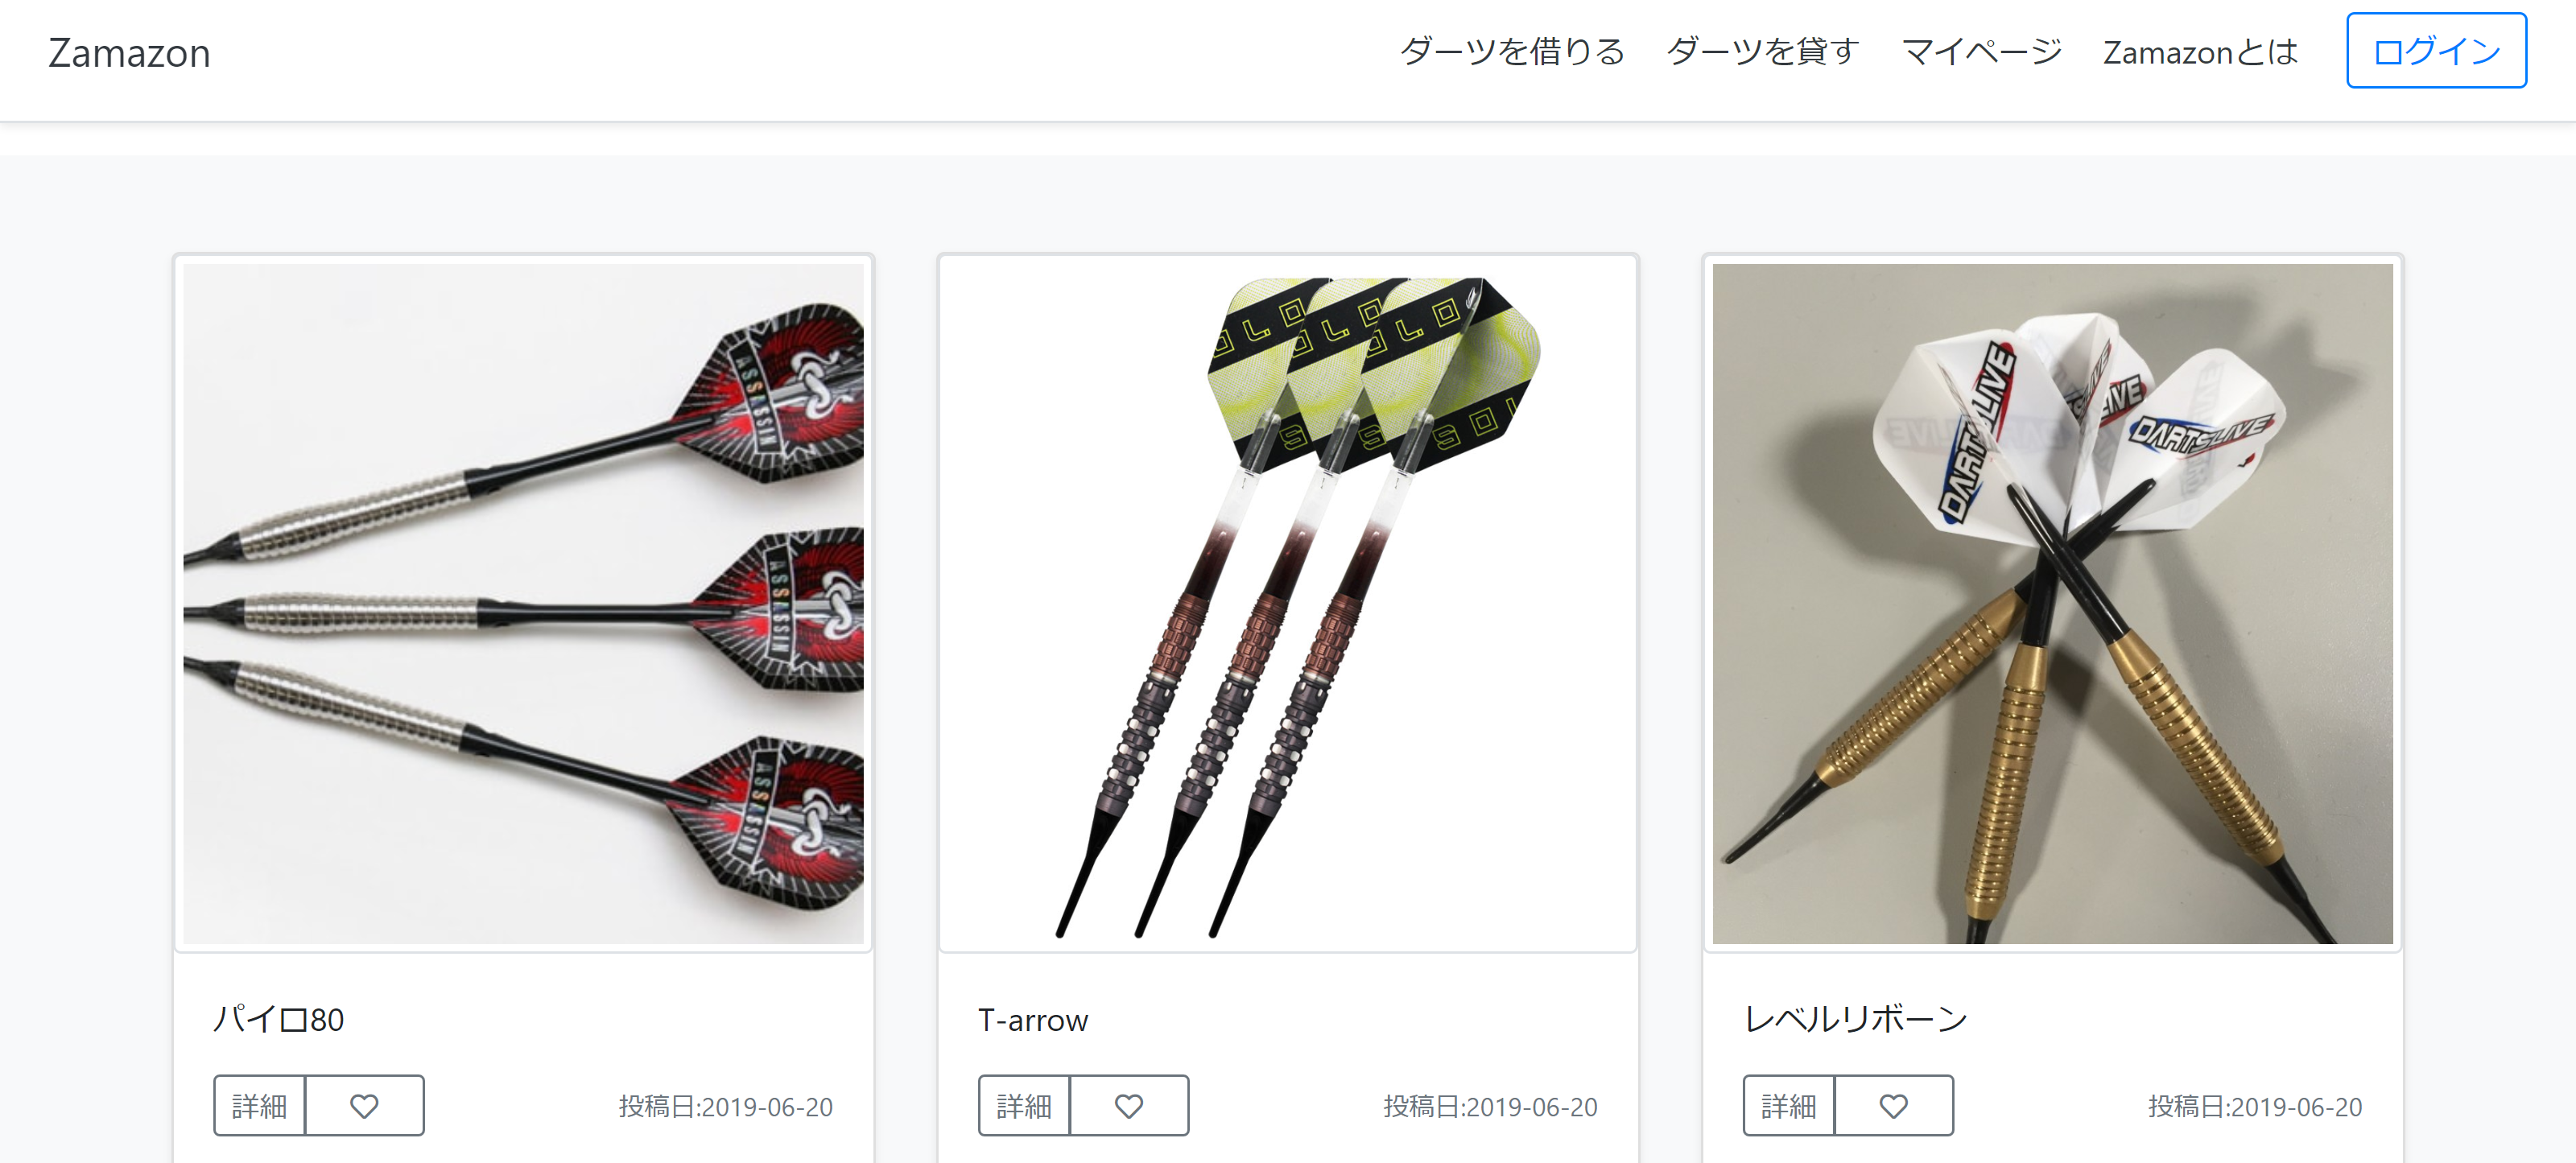 Zamazon
ダーツを借りる ダーツを貸す マイページ Zamazonとは ログイン
ASSASSIN
ASSASSIN
ASSASSIN
SOLO
DARTSLIVE
DARTSLIVE
パイロ80
詳細
投稿日:2019-06-20
T-arrow
詳細
投稿日:2019-06-20
レベルリボーン
詳細
投稿日:2019-06-20